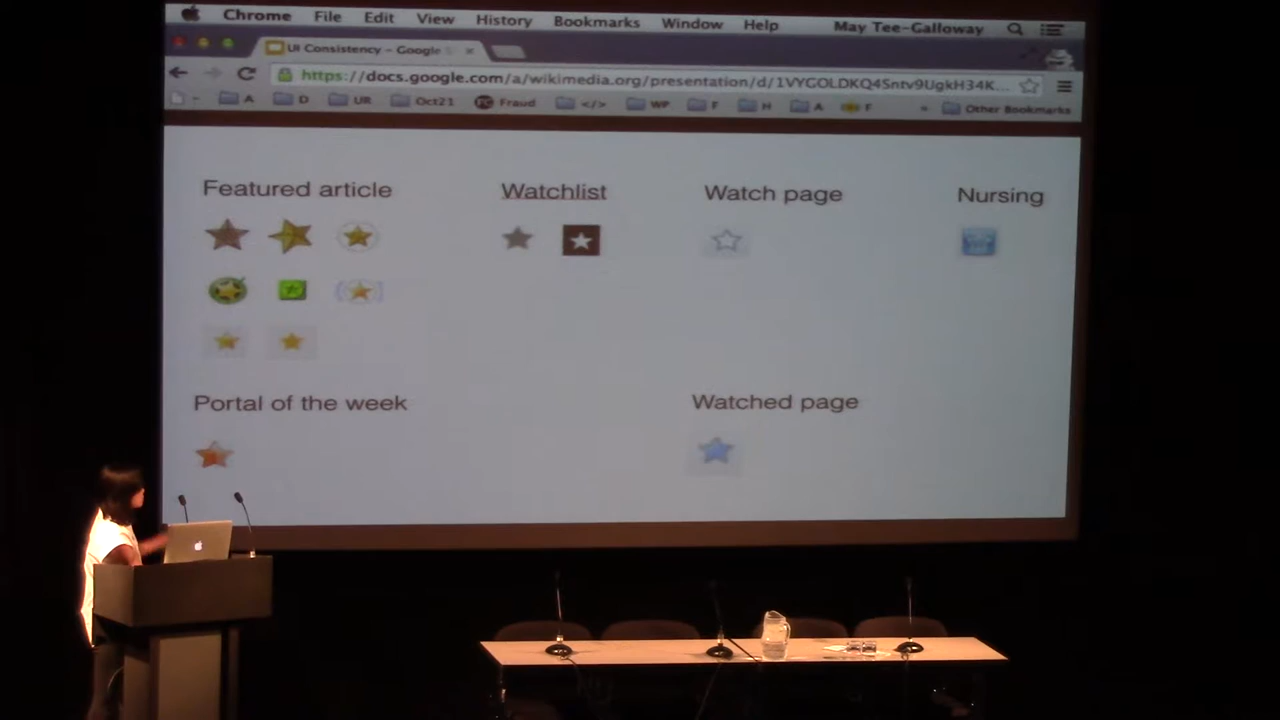 Chrome File Edit View History Bookmarks Window Help May Tee-Galloway
UI Consistency – Google
https://docs.google.com/a/wikimedia.org/presentation/d/1VYGOLDKQ4Sntv9UgkH34K...
A D UR Oct21 Fraud </> WP F H A F » Other Bookmarks
Featured article Watchlist Watch page Nursing
Portal of the week Watched page